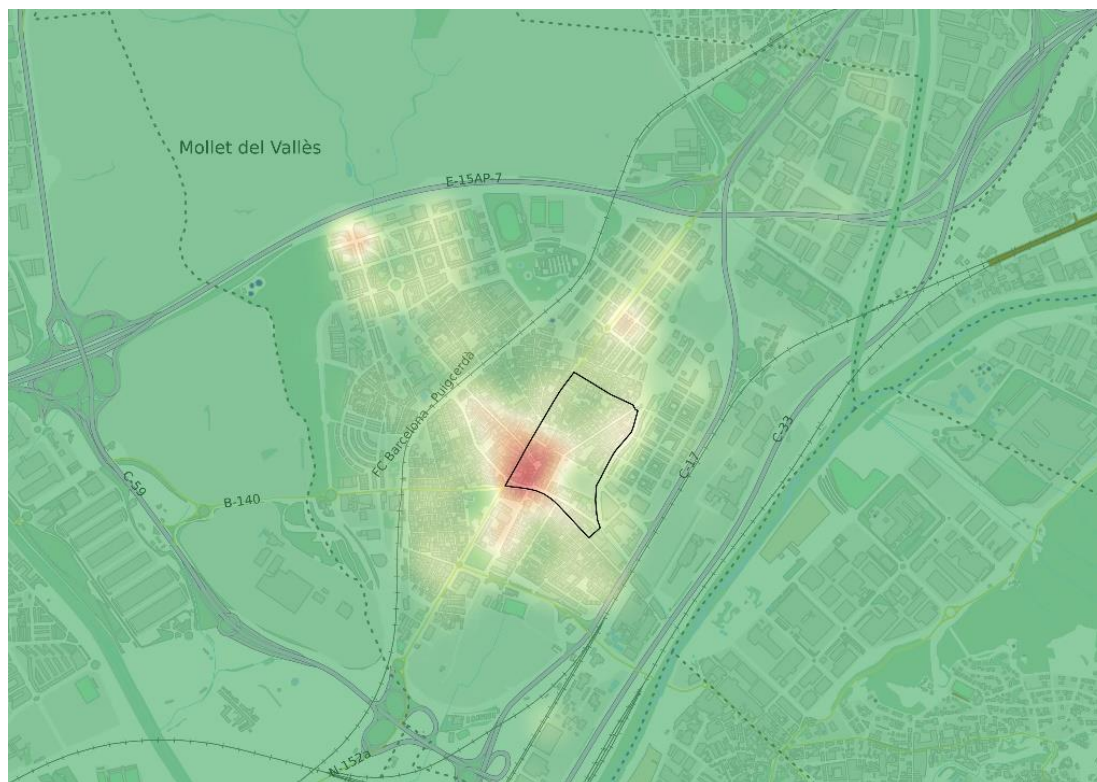 Mollet del Vallès
E-15AP-7
FC Barcelona - Puigcerdà
C-59
B-140
C-17
C-33
N-152a